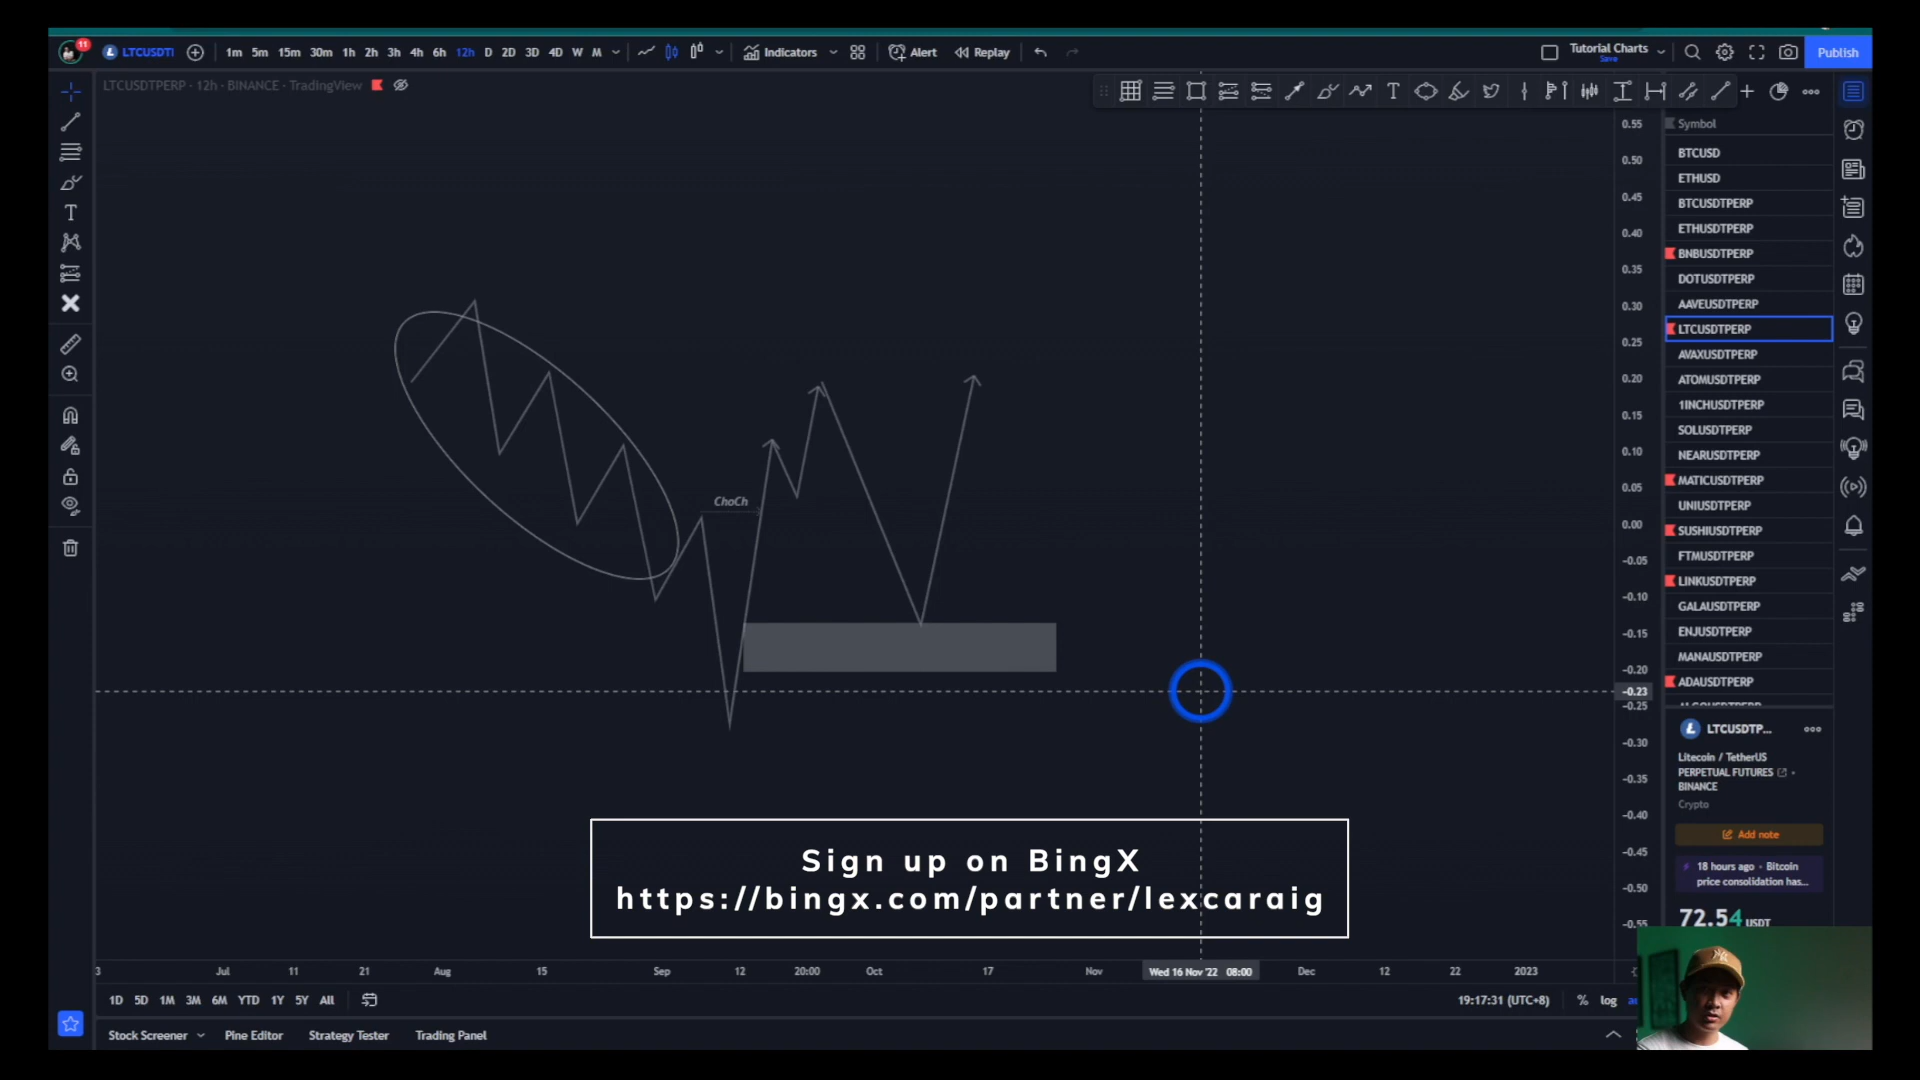 11
LTCUSDT
1m 5m 15m 30m 1h 2h 3h 4h 6h 12h D 2D 3D 4D W M
Indicators
Alert
Replay
Tutorial Charts
Save
Publish
LTCUSDTPERP · 12h · BINANCE · TradingView
ChoCh
0.55
0.50
0.45
0.40
0.35
0.30
0.25
0.20
0.15
0.10
0.05
0.00
−0.05
−0.10
−0.15
−0.20
−0.23
−0.25
−0.30
−0.35
−0.40
−0.45
−0.50
−0.55
Symbol
BTCUSD
ETHUSD
BTCUSDTPERP
ETHUSDTPERP
BNBUSDTPERP
DOTUSDTPERP
AAVEUSDTPERP
LTCUSDTPERP
AVAXUSDTPERP
ATOMUSDTPERP
1INCHUSDTPERP
SOLUSDTPERP
NEARUSDTPERP
MATICUSDTPERP
UNIUSDTPERP
SUSHIUSDTPERP
FTMUSDTPERP
LINKUSDTPERP
GALAUSDTPERP
ENJUSDTPERP
MANAUSDTPERP
ADAUSDTPERP
LTCUSDTP...
Litecoin / TetherUS
PERPETUAL FUTURES
BINANCE
Crypto
Add note
18 hours ago · Bitcoin
price consolidation has...
72.54 USDT
Sign up on BingX
https://bingx.com/partner/lexcaraig
3 Jul 11 21 Aug 15 Sep 12 20:00 Oct 17 Nov Wed 16 Nov '22 08:00 Dec 12 22 2023
1D 5D 1M 3M 6M YTD 1Y 5Y All
19:17:31 (UTC+8) % log
Stock Screener Pine Editor Strategy Tester Trading Panel